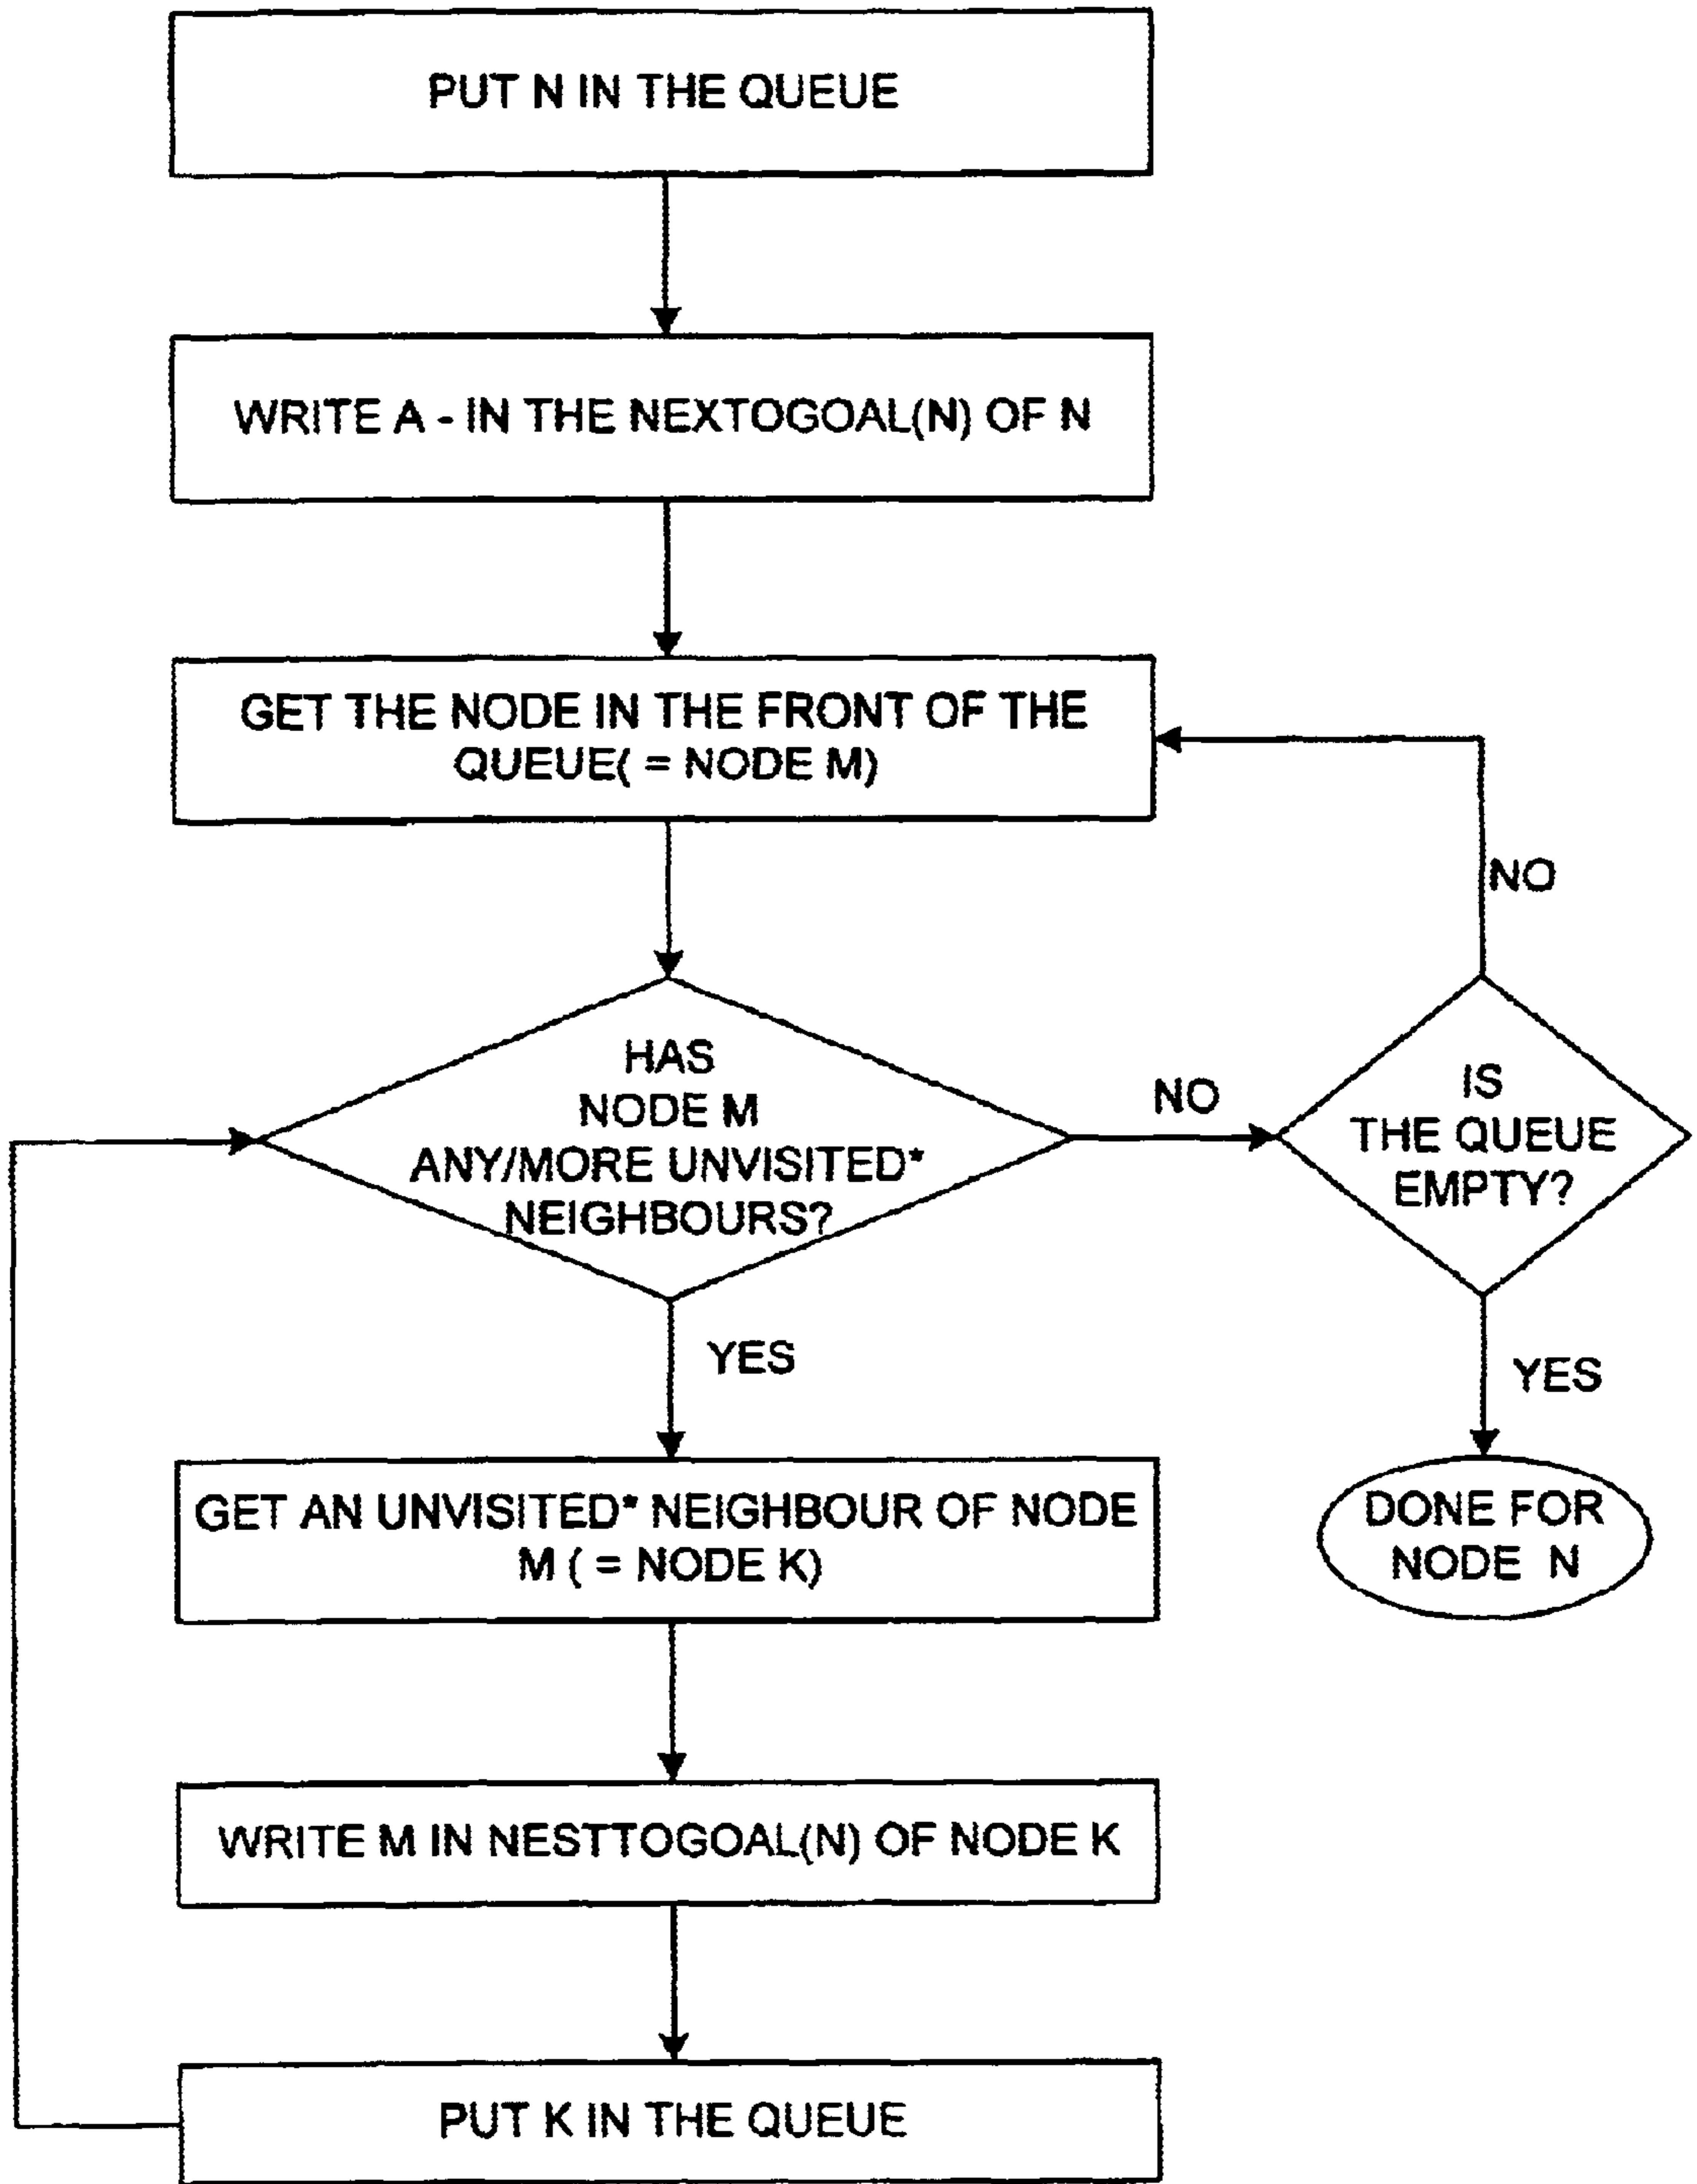 PUT N IN THE QUEUE
WRITE A - IN THE NEXTOGOAL(N) OF N
GET THE NODE IN THE FRONT OF THE
QUEUE( = NODE M)
NO
HAS
NODE M
ANY/MORE UNVISITED*
NEIGHBOURS?
NO
IS
THE QUEUE
EMPTY?
YES
YES
GET AN UNVISITED* NEIGHBOUR OF NODE
M ( = NODE K)
DONE FOR
NODE N
WRITE M IN NESTTOGOAL(N) OF NODE K
PUT K IN THE QUEUE